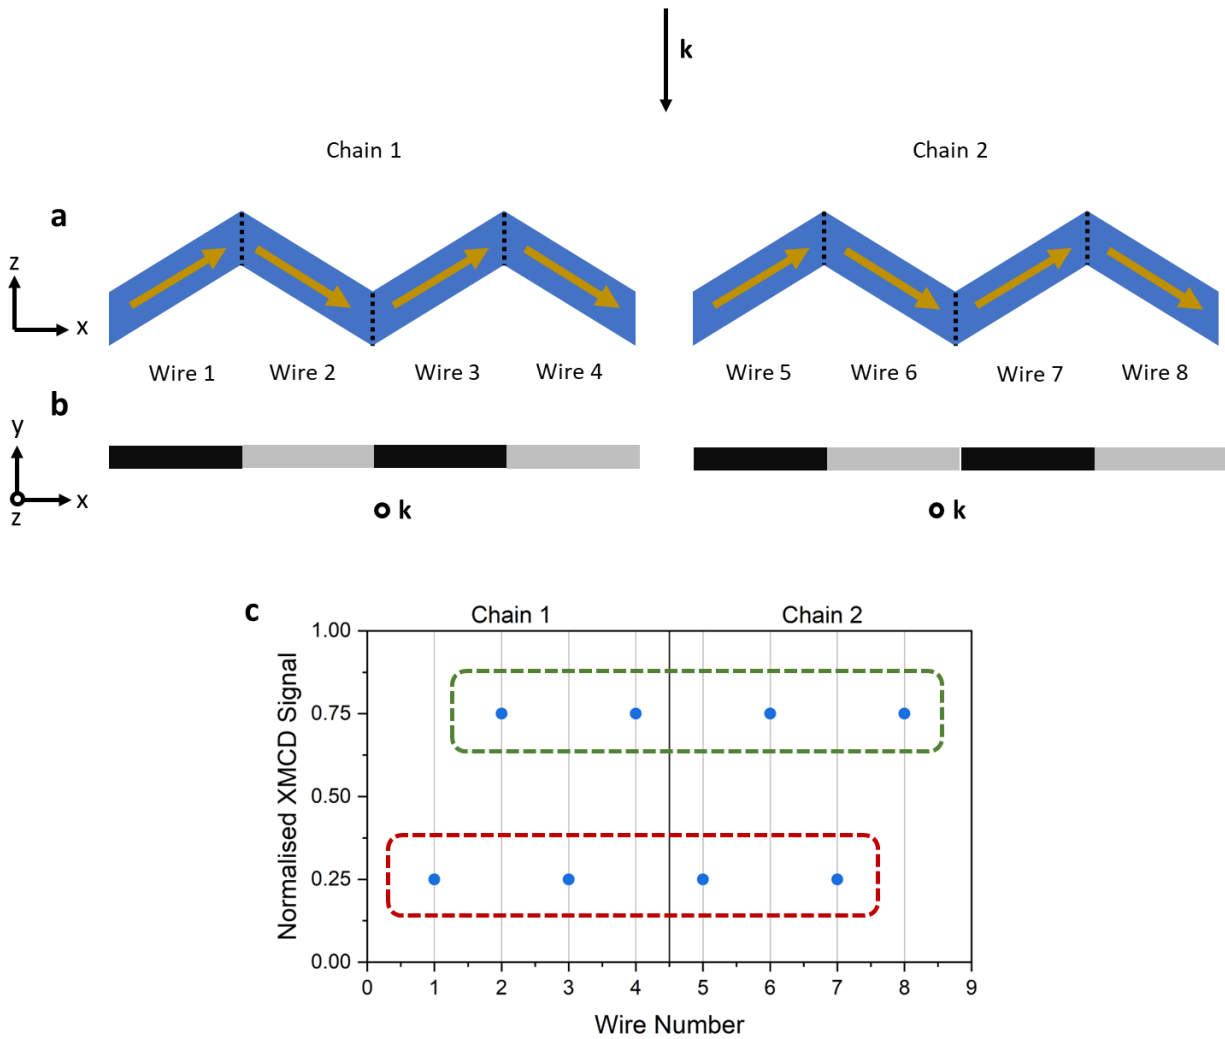 k
Chain 1
Chain 2
a
z
x
Wire 1
Wire 2
Wire 3
Wire 4
Wire 5
Wire 6
Wire 7
Wire 8
b
y
x
z
k
k
c
Chain 1
Chain 2
Normalised XMCD Signal
1.00
0.75
0.50
0.25
0.00
0 1 2 3 4 5 6 7 8 9
Wire Number